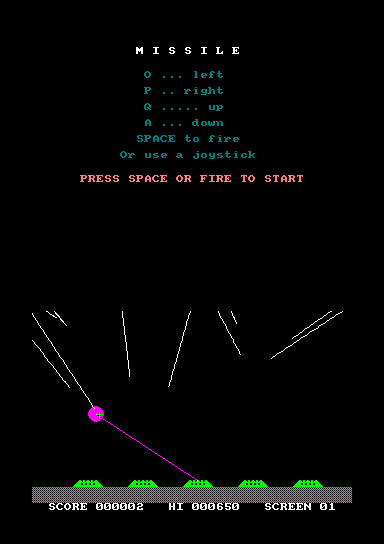 M I S S I L E
O ... left
P .. right
Q ..... up
A ... down
SPACE to fire
Or use a joystick
PRESS SPACE OR FIRE TO START
SCORE 000002 HI 000650 SCREEN 01